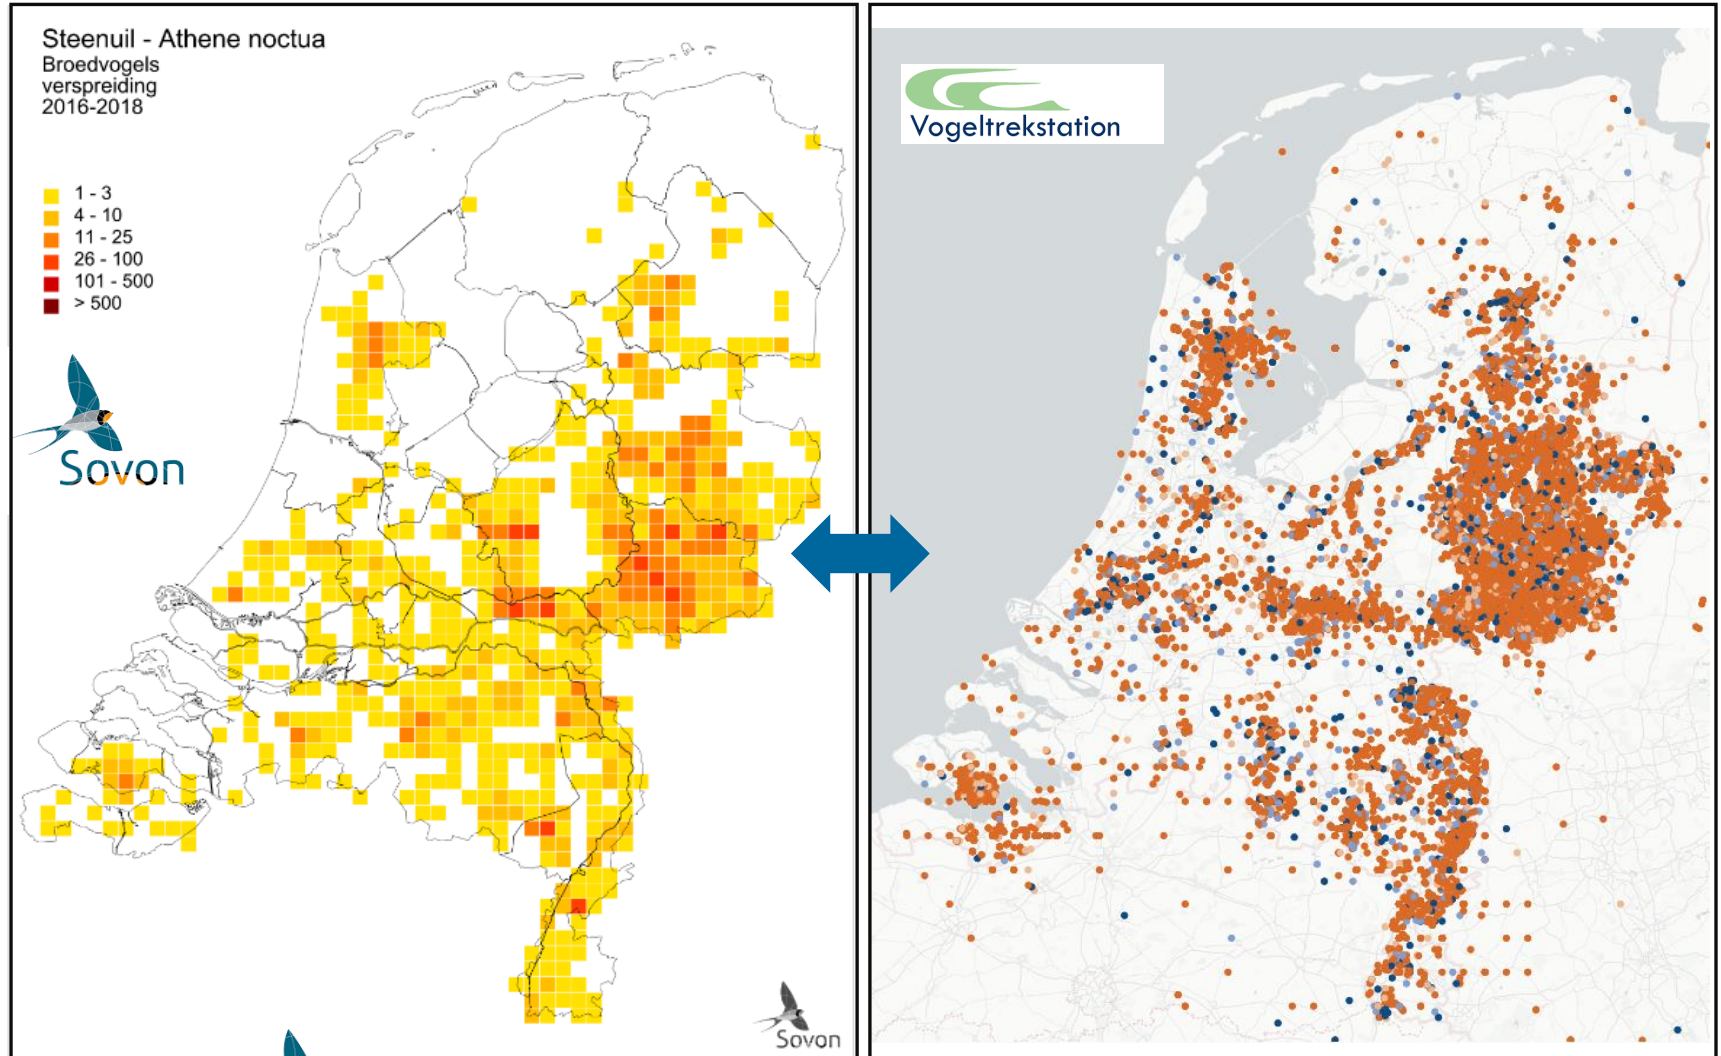 Steenuil - Athene noctua
Broedvogels
verspreiding
2016-2018
1 - 3
4 - 10
11 - 25
26 - 100
101 - 500
> 500
Sovon
Sovon
Vogeltrekstation